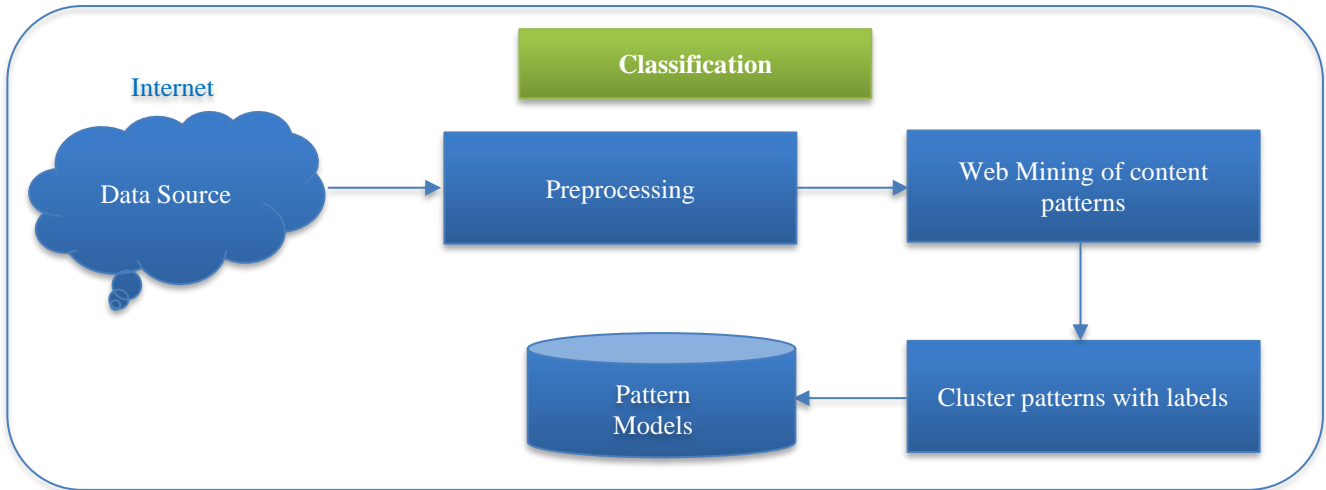 Classification
Internet
Data Source
Preprocessing
Web Mining of content
patterns
Cluster patterns with labels
Pattern
Models